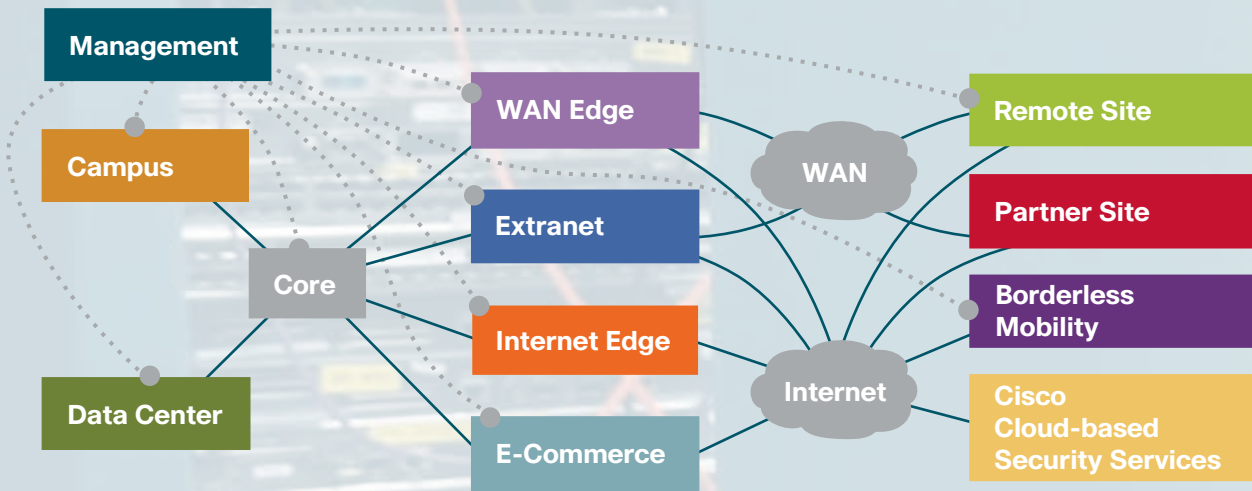 Management
Campus
Core
Data Center
WAN Edge
Extranet
Internet Edge
E-Commerce
WAN
Internet
Remote Site
Partner Site
Borderless
Mobility
Cisco
Cloud-based
Security Services